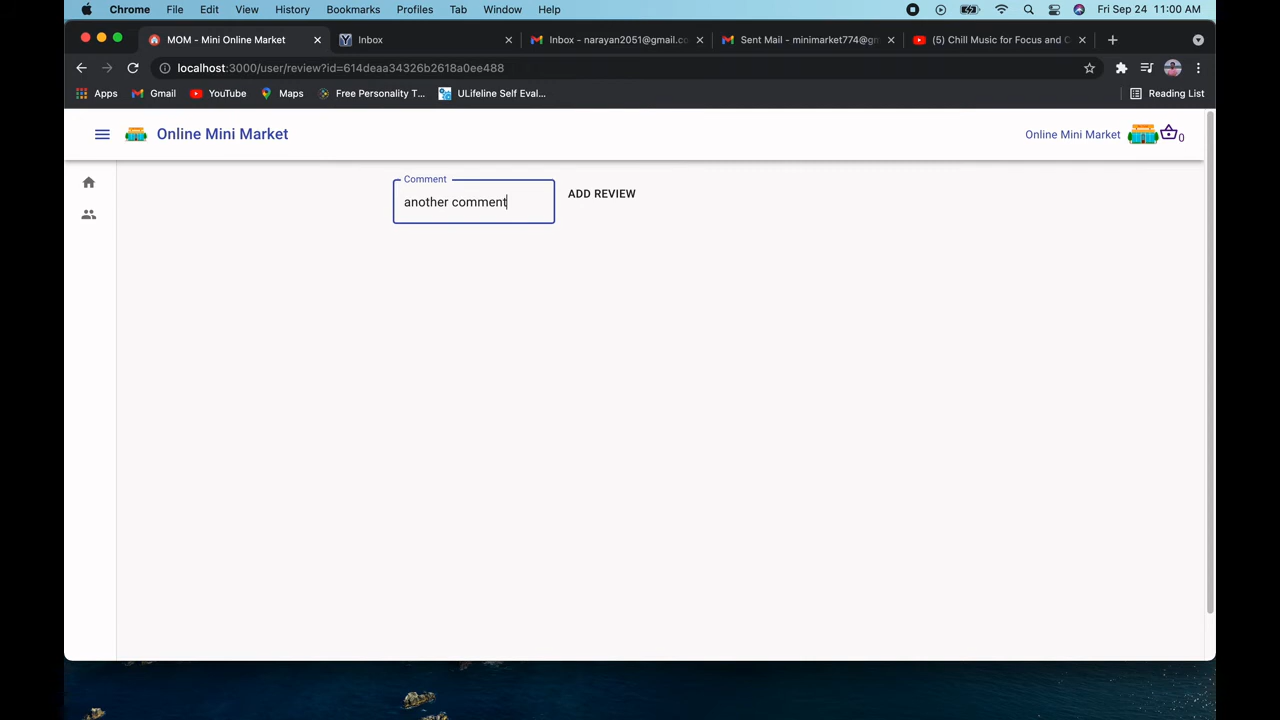 Chrome File Edit View History Bookmarks Profiles Tab Window Help Fri Sep 24 11:00 AM
MOM - Mini Online Market Inbox Inbox - narayan2051@gmail.co Sent Mail - minimarket774@gm (5) Chill Music for Focus and C
localhost:3000/user/review?id=614deaa34326b2618a0ee488
Apps Gmail YouTube Maps Free Personality T... ULifeline Self Eval... Reading List
Online Mini Market Online Mini Market 0
Comment
another comment ADD REVIEW